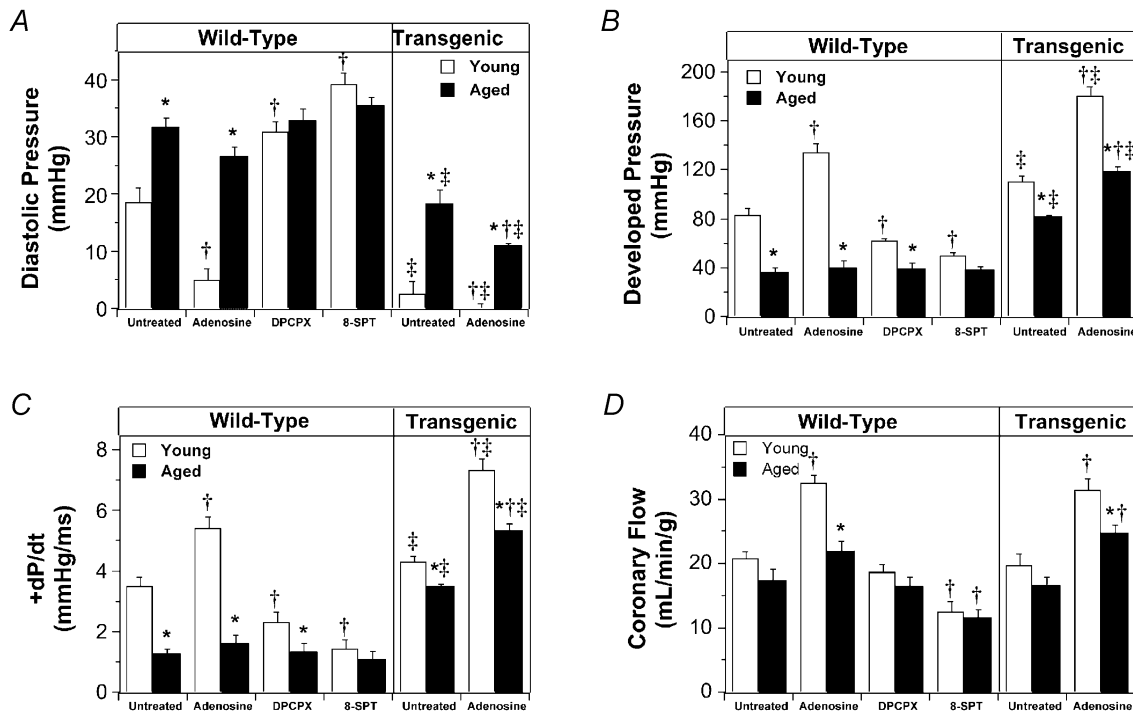 A
Wild-Type Transgenic
Young
Aged
Diastolic Pressure
(mmHg)
40
30
20
10
0
* † * † † * ‡ ‡ *†‡ †‡
Untreated Adenosine DPCPX 8-SPT Untreated Adenosine
B
Wild-Type Transgenic
Young
Aged
Developed Pressure
(mmHg)
200
160
120
80
40
0
* † * † * † ‡ *‡ †‡ *†‡
Untreated Adenosine DPCPX 8-SPT Untreated Adenosine
C
Wild-Type Transgenic
Young
Aged
+dP/dt
(mmHg/ms)
8
6
4
2
0
* † * † * † ‡ *‡ †‡ *†‡
Untreated Adenosine DPCPX 8-SPT Untreated Adenosine
D
Wild-Type Transgenic
Young
Aged
Coronary Flow
(mL/min/g)
40
30
20
10
0
† * † † † *†
Untreated Adenosine DPCPX 8-SPT Untreated Adenosine